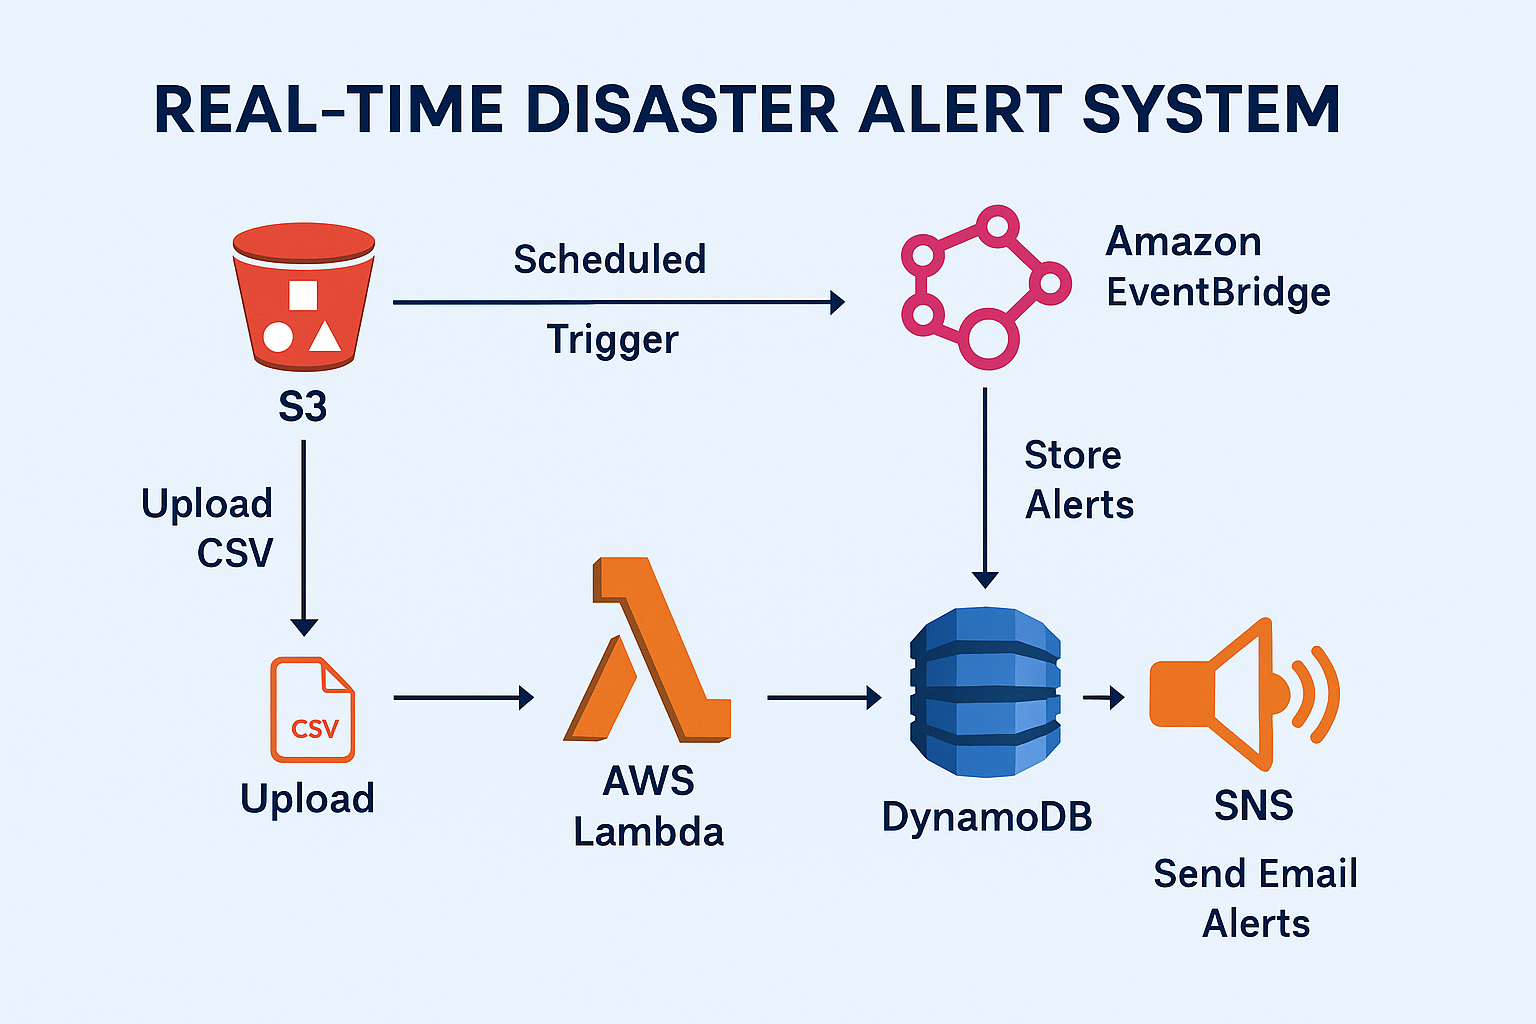 REAL-TIME DISASTER ALERT SYSTEM
S3
Scheduled
Trigger
Amazon
EventBridge
Upload
CSV
Store
Alerts
CSV
Upload
AWS
Lambda
DynamoDB
SNS
Send Email
Alerts